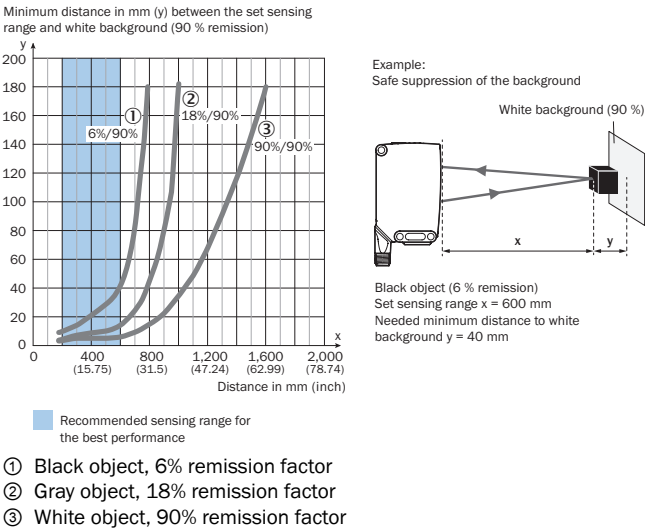 Minimum distance in mm (y) between the set sensing
range and white background (90 % remission)
y
200
180
160
140
120
100
80
60
40
20
0
①
6%/90%
②
18%/90%
③
90%/90%
x
0 400 800 1,200 1,600 2,000
(15.75) (31.5) (47.24) (62.99) (78.74)
Distance in mm (inch)
Recommended sensing range for
the best performance
Example:
Safe suppression of the background
White background (90 %)
x
y
Black object (6 % remission)
Set sensing range x = 600 mm
Needed minimum distance to white
background y = 40 mm
① Black object, 6% remission factor
② Gray object, 18% remission factor
③ White object, 90% remission factor